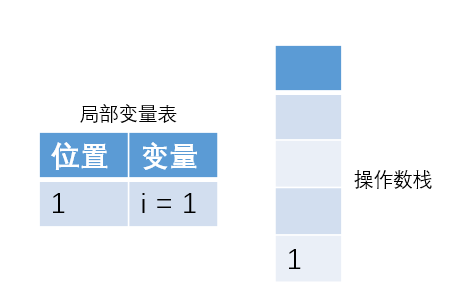 局部变量表
位置 变量
1 i = 1
操作数栈
1